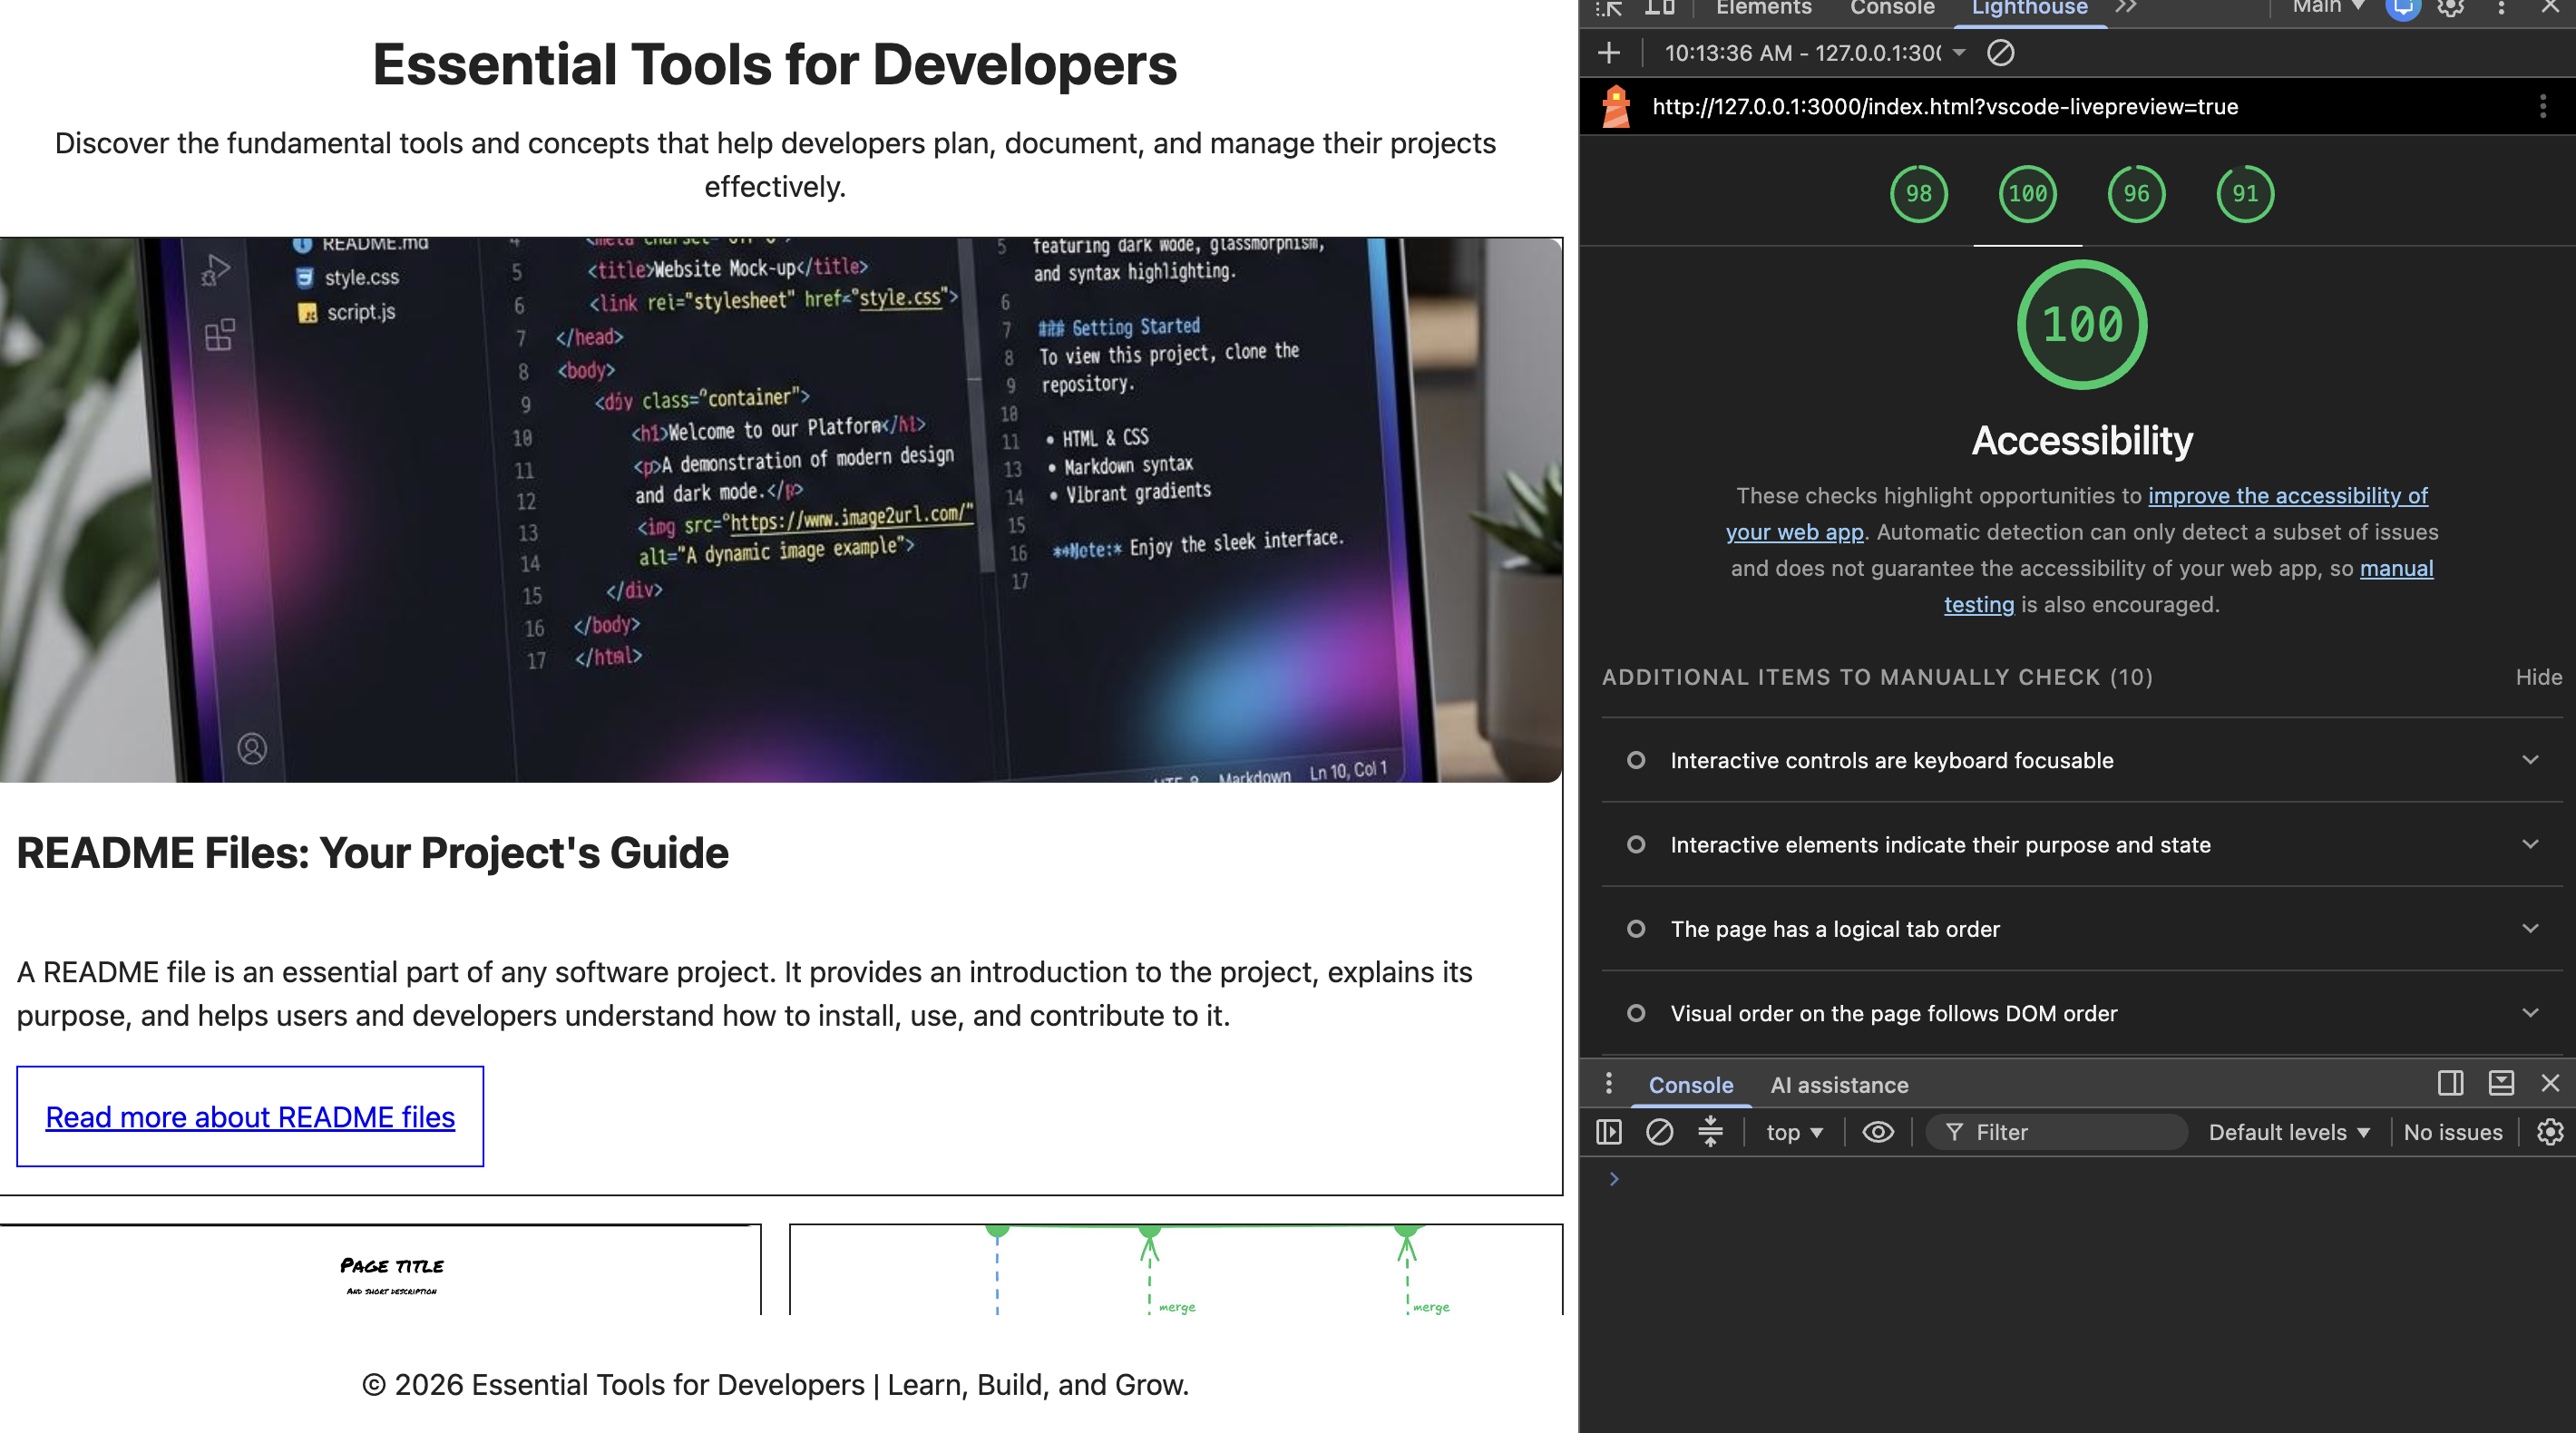 Essential Tools for Developers
Discover the fundamental tools and concepts that help developers plan, document, and manage their projects
effectively.
README.md
style.css
script.js
4
5 <title>Website Mock-up</title>
6 <link rei="stylesheet" href="style.css">
7 </head>
8 <body>
9 class="container">
10 <h1>Welcome to our Platform</h1>
11 <p>A demonstration of modern design
12 and dark mode.</p>
13 <img src="https://www.image2url.com/"
14 alt="A dynamic image example">
15 </div>
16 </body>
17 </html>
5 featuring dark mode, glassmorphism,
and syntax highlighting.
6
7 ### Getting Started
8 To view this project, clone the
9 repository.
10
11 • HTML & CSS
13 • Markdown syntax
14 • Vibrant gradients
15
16 Enjoy the sleek interface.
17
Markdown Ln 10, Col 1
README Files: Your Project's Guide
A README file is an essential part of any software project. It provides an introduction to the project, explains its
purpose, and helps users and developers understand how to install, use, and contribute to it.
Read more about README files
Page title
And short description
merge
merge
© 2026 Essential Tools for Developers | Learn, Build, and Grow.
Elements Console Lighthouse Main
10:13:36 AM - 127.0.0.1:300
http://127.0.0.1:3000/index.html?vscode-livepreview=true
98 100 96 91
100
Accessibility
These checks highlight opportunities to improve the accessibility of
your web app. Automatic detection can only detect a subset of issues
and does not guarantee the accessibility of your web app, so manual
testing is also encouraged.
ADDITIONAL ITEMS TO MANUALLY CHECK (10) Hide
Interactive controls are keyboard focusable
Interactive elements indicate their purpose and state
The page has a logical tab order
Visual order on the page follows DOM order
Console AI assistance
top Filter Default levels No issues